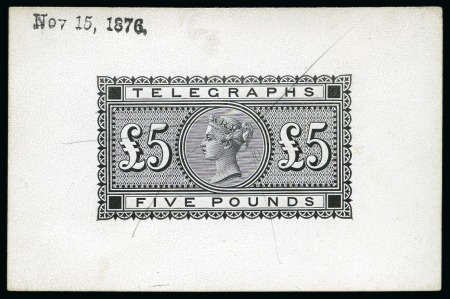 Nov 15, 1876.
TELEGRAPHS
£5 £5
FIVE POUNDS